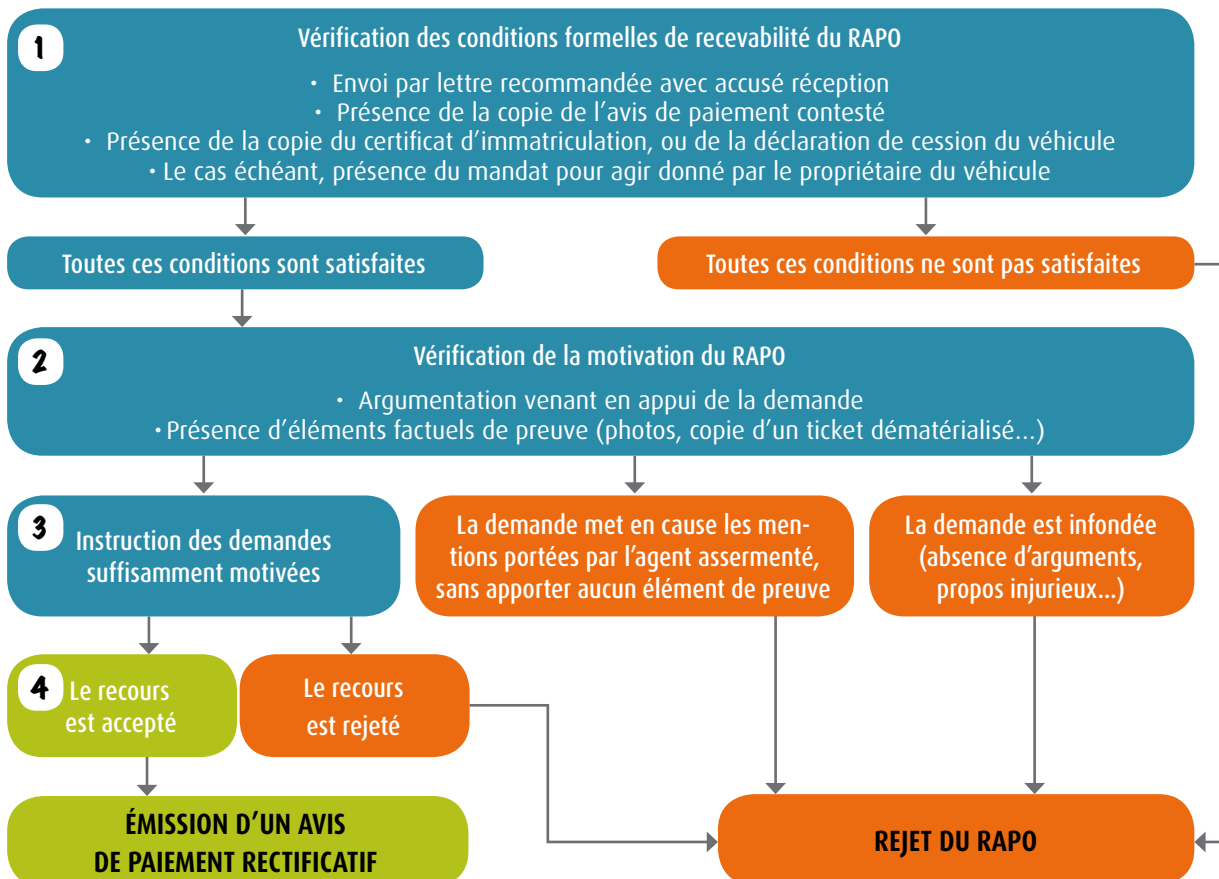 1
Vérification des conditions formelles de recevabilité du RAPO
• Envoi par lettre recommandée avec accusé réception
• Présence de la copie de l’avis de paiement contesté
• Présence de la copie du certificat d’immatriculation, ou de la déclaration de cession du véhicule
• Le cas échéant, présence du mandat pour agir donné par le propriétaire du véhicule
Toutes ces conditions sont satisfaites
Toutes ces conditions ne sont pas satisfaites
2
Vérification de la motivation du RAPO
• Argumentation venant en appui de la demande
• Présence d’éléments factuels de preuve (photos, copie d’un ticket dématérialisé...)
3
Instruction des demandes
suffisamment motivées
La demande met en cause les men-
tions portées par l’agent assermenté,
sans apporter aucun élément de preuve
La demande est infondée
(absence d’arguments,
propos injurieux...)
4
Le recours
est accepté
Le recours
est rejeté
ÉMISSION D’UN AVIS
DE PAIEMENT RECTIFICATIF
REJET DU RAPO